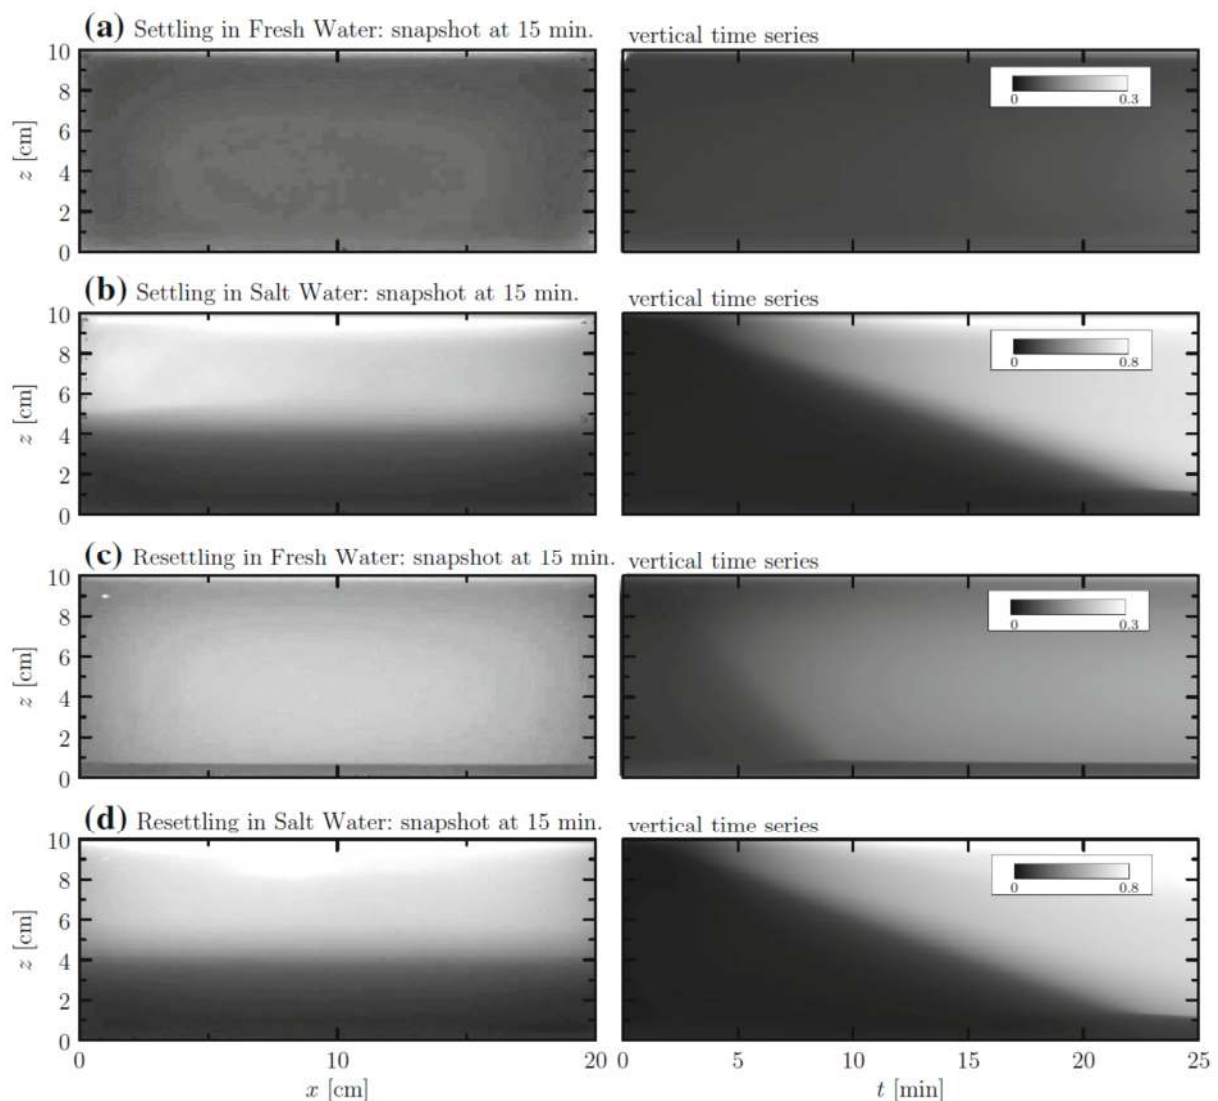 (a) Settling in Fresh Water: snapshot at 15 min. vertical time series
10
8
6
4
2
0
z [cm]
0 0.3
(b) Settling in Salt Water: snapshot at 15 min. vertical time series
10
8
6
4
2
0
z [cm]
0 0.8
(c) Resettling in Fresh Water: snapshot at 15 min. vertical time series
10
8
6
4
2
0
z [cm]
0 0.3
(d) Resettling in Salt Water: snapshot at 15 min. vertical time series
10
8
6
4
2
0
z [cm]
0 0.8
0 10 20 0 5 10 15 20 25
x [cm] t [min]